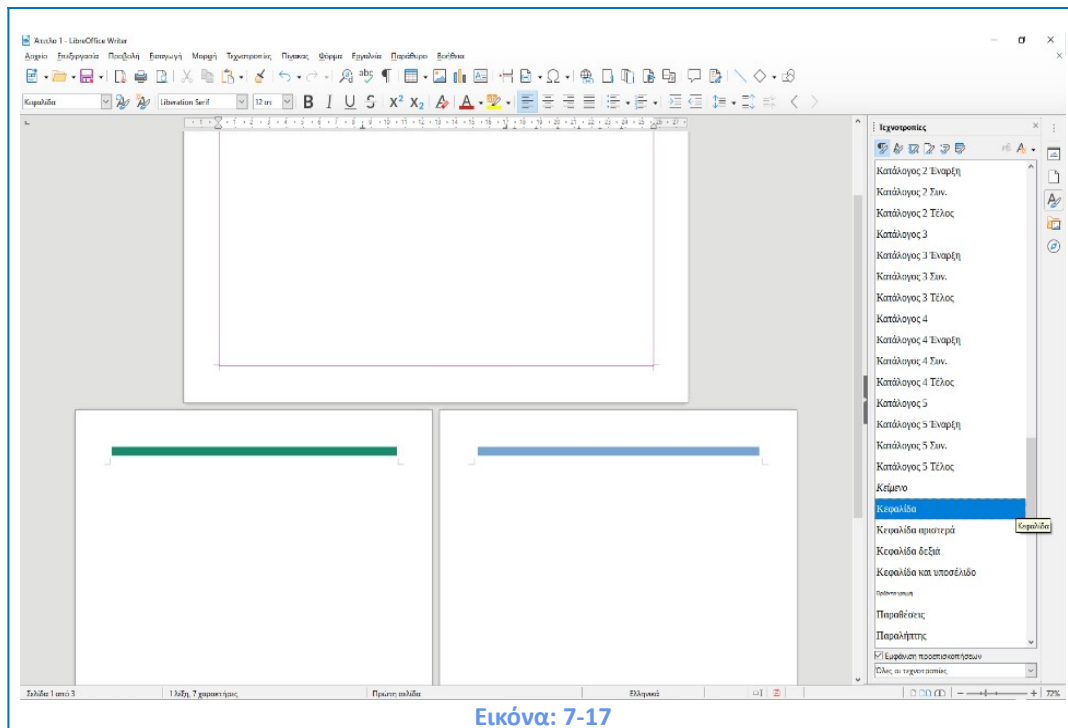 Άτιτλο 1 - LibreOffice Writer
Αρχείο Επεξεργασία Προβολή Εισαγωγή Μορφή Τεχνοτροπίες Πίνακας Φόρμα Εργαλεία Παράθυρο Βοήθεια
Κεφαλίδα Liberation Serif 12 στ
Τεχνοτροπίες
Κατάλογος 2 Έναρξη
Κατάλογος 2 Συν.
Κατάλογος 2 Τέλος
Κατάλογος 3
Κατάλογος 3 Έναρξη
Κατάλογος 3 Συν.
Κατάλογος 3 Τέλος
Κατάλογος 4
Κατάλογος 4 Έναρξη
Κατάλογος 4 Συν.
Κατάλογος 4 Τέλος
Κατάλογος 5
Κατάλογος 5 Έναρξη
Κατάλογος 5 Συν.
Κατάλογος 5 Τέλος
Κείμενο
Κεφαλίδα
Κεφαλίδα
Κεφαλίδα αριστερά
Κεφαλίδα δεξιά
Κεφαλίδα και υποσέλιδο
Παραθέσεις
Παραλήπτης
Εμφάνιση προεπισκοπήσεων
Όλες οι τεχνοτροπίες
Σελίδα 1 από 3 1 λέξη, 7 χαρακτήρες Πρώτη σελίδα Ελληνικά 72%
Εικόνα: 7-17